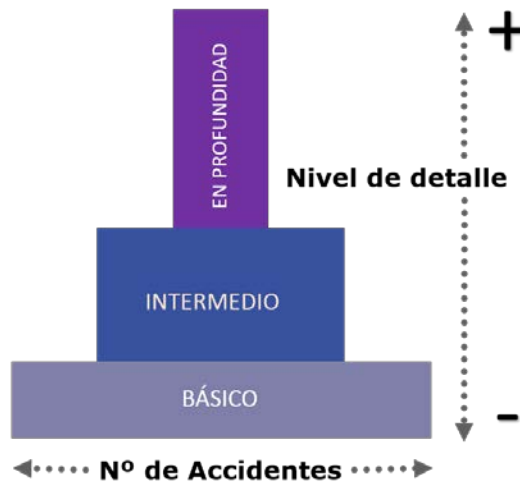 +
EN PROFUNDIDAD
Nivel de detalle
INTERMEDIO
BÁSICO
-
Nº de Accidentes